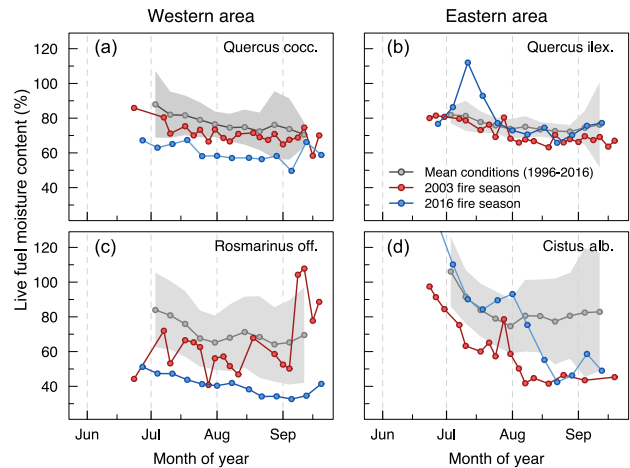 Western area
Eastern area
Live fuel moisture content (%)
(a)
Quercus cocc.
120
100
80
60
40
(b)
Quercus ilex.
Mean conditions (1996-2016)
2003 fire season
2016 fire season
(c)
Rosmarinus off.
120
100
80
60
40
Jun
Jul
Aug
Sep
Month of year
(d)
Cistus alb.
Jun
Jul
Aug
Sep
Month of year